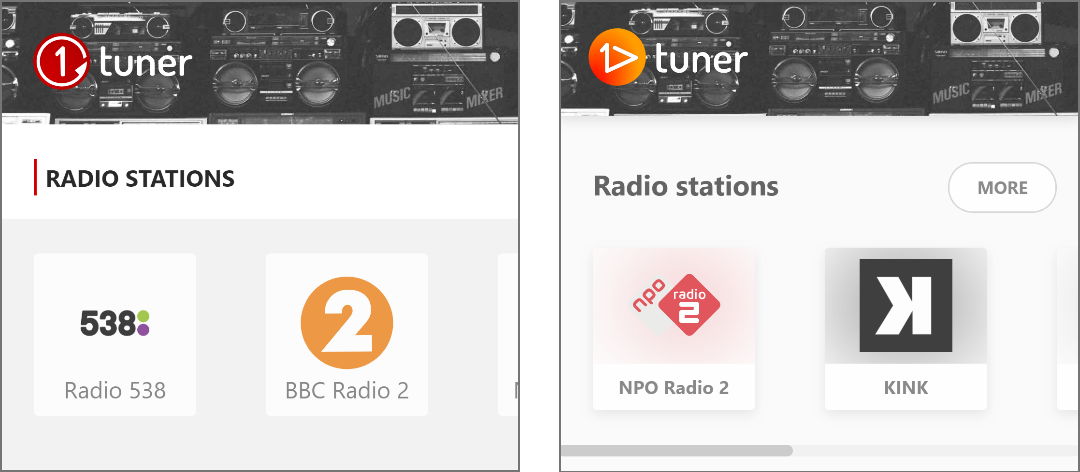 1 tuner
MUSIC MIXER
RADIO STATIONS
538
Radio 538
2
BBC Radio 2
1 tuner
MUSIC MIXER
Radio stations
MORE
npo radio 2
NPO Radio 2
K
KINK